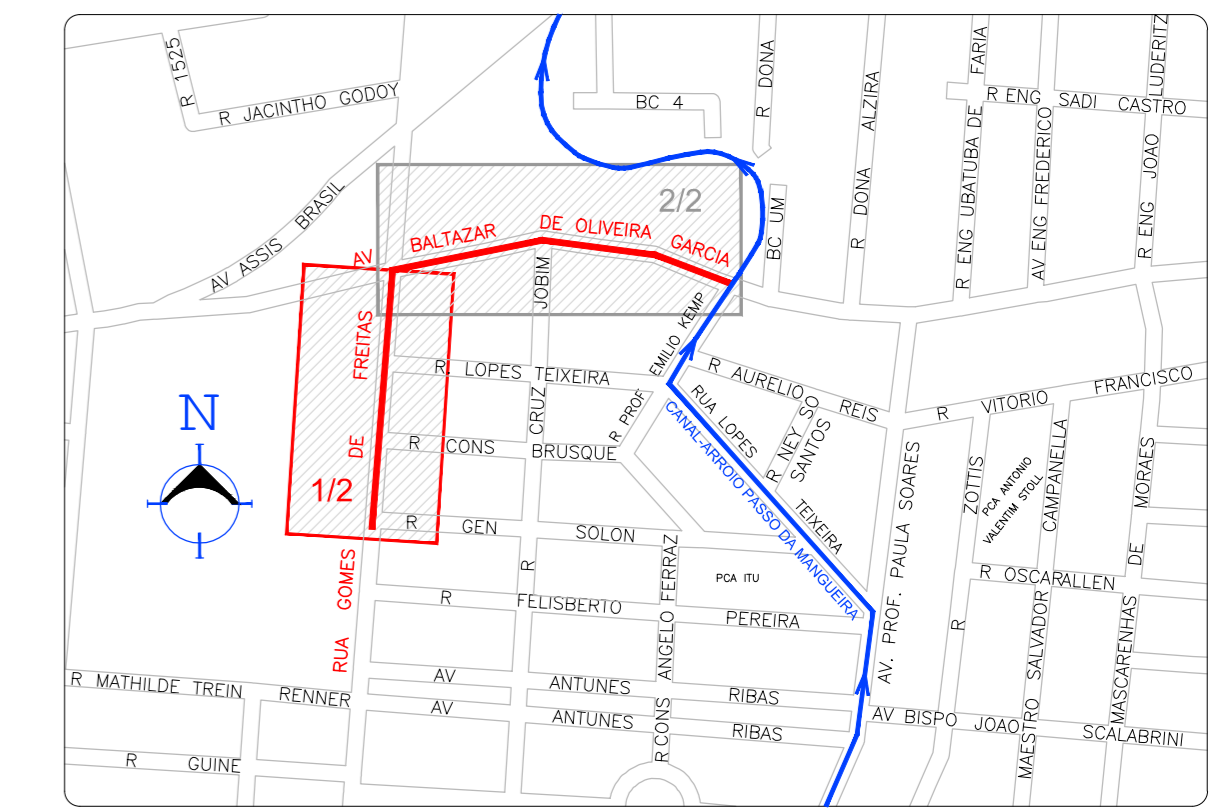 R 1525
R JACINTHO GODOY
BC 4
R DONA
R DONA ALZIRA
R ENG UBATUBA DE FARIA
AV ENG FREDERICO
R ENG SADI CASTRO
R ENG JOAO LUDERITZ
AV ASSIS BRASIL
2/2
AV BALTAZAR DE OLIVEIRA GARCIA
BC UM
JOBIM
R PROF EMILIO KEMP
RUA GOMES DE FREITAS
1/2
N
R. LOPES TEIXEIRA
R CRUZ
R CONS BRUSQUE
R GEN SOLON
R AURELIO REIS
RUA LOPES TEIXEIRA
R NEY SO SANTOS
CANAL-ARROIO PASSO DA MANGUEIRA
AV. PROF. PAULA SOARES
R VITORIO FRANCISCO
R ZOTTIS
PCA ANTONIO
VALENTIM STOLL
CAMPANELLA
MAESTRO SALVADOR
MASCARENHAS DE MORAES
R OSCARALLEN
PCA ITU
R FELISBERTO PEREIRA
R CONS ANGELO FERRAZ
R MATHILDE TREIN RENNER
AV ANTUNES RIBAS
AV ANTUNES RIBAS
AV BISPO JOAO SCALABRINI
R GUINE